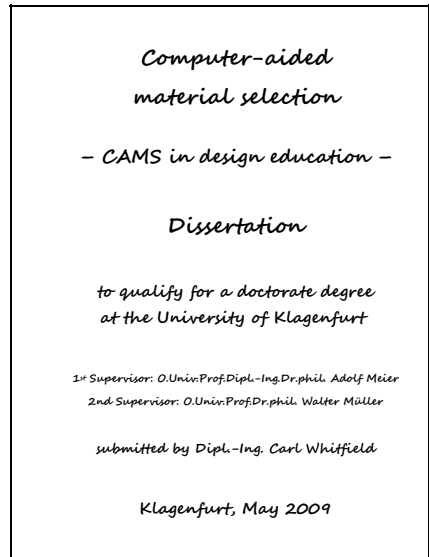 Computer-aided
material selection
– CAMS in design education –
Dissertation
to qualify for a doctorate degree
at the University of Klagenfurt
1st Supervisor: O.Univ.Prof.Dipl.-Ing.Dr.phil. Adolf Meier
2nd Supervisor: O.Univ.Prof.Dr.phil. Walter Müller
submitted by Dipl.-Ing. Carl Whitfield
Klagenfurt, May 2009